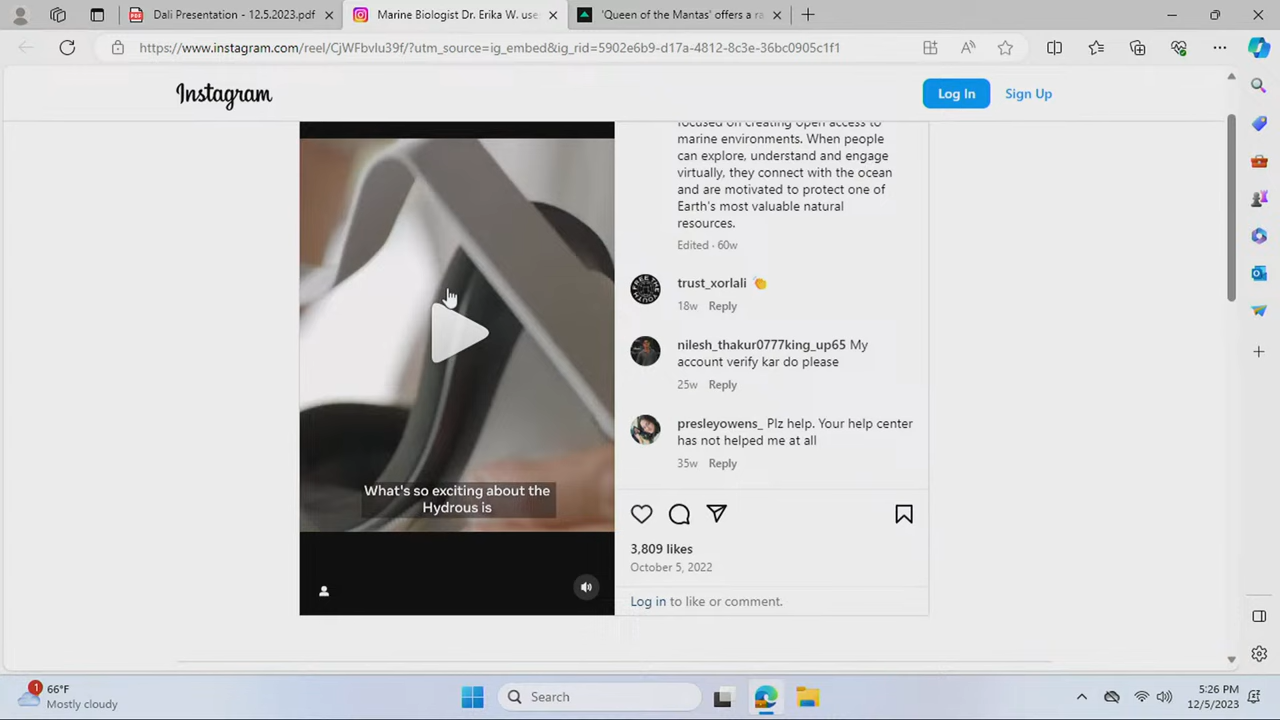 Dali Presentation - 12.5.2023.pdf
Marine Biologist Dr. Erika W. use
'Queen of the Mantas' offers a ra
https://www.instagram.com/reel/CjWFbvlu39f/?utm_source=ig_embed&ig_rid=5902e6b9-d17a-4812-8c3e-36bc0905c1f1
Instagram
Log In
Sign Up
focused on creating open access to
marine environments. When people
can explore, understand and engage
virtually, they connect with the ocean
and are motivated to protect one of
Earth's most valuable natural
resources.
Edited · 60w
trust_xorlali 👏
18w Reply
nilesh_thakur0777king_up65 My
account verify kar do please
25w Reply
presleyowens_ Plz help. Your help center
has not helped me at all
35w Reply
What's so exciting about the
Hydrous is
3,809 likes
October 5, 2022
Log in to like or comment.
1
66°F
Mostly cloudy
Search
5:26 PM
12/5/2023